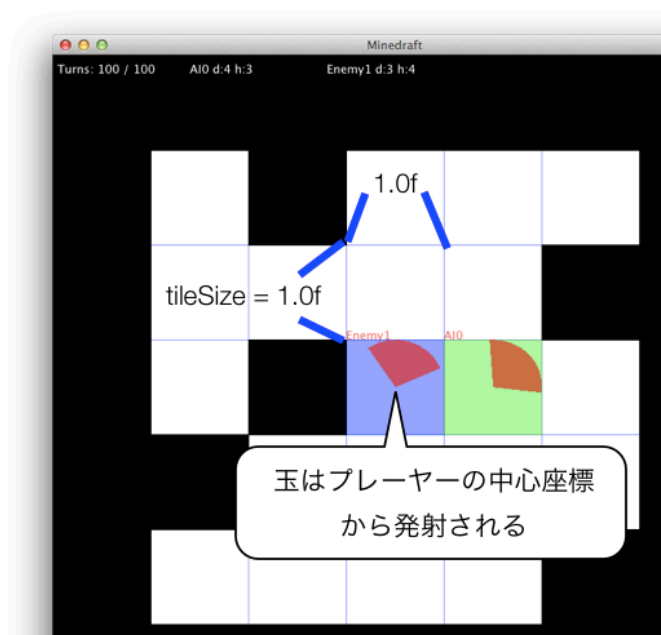 Minedraft
Turns: 100 / 100 AI0 d:4 h:3 Enemy1 d:3 h:4
1.0f
tileSize = 1.0f
Enemy1 AI0
玉はプレーヤーの中心座標
から発射される